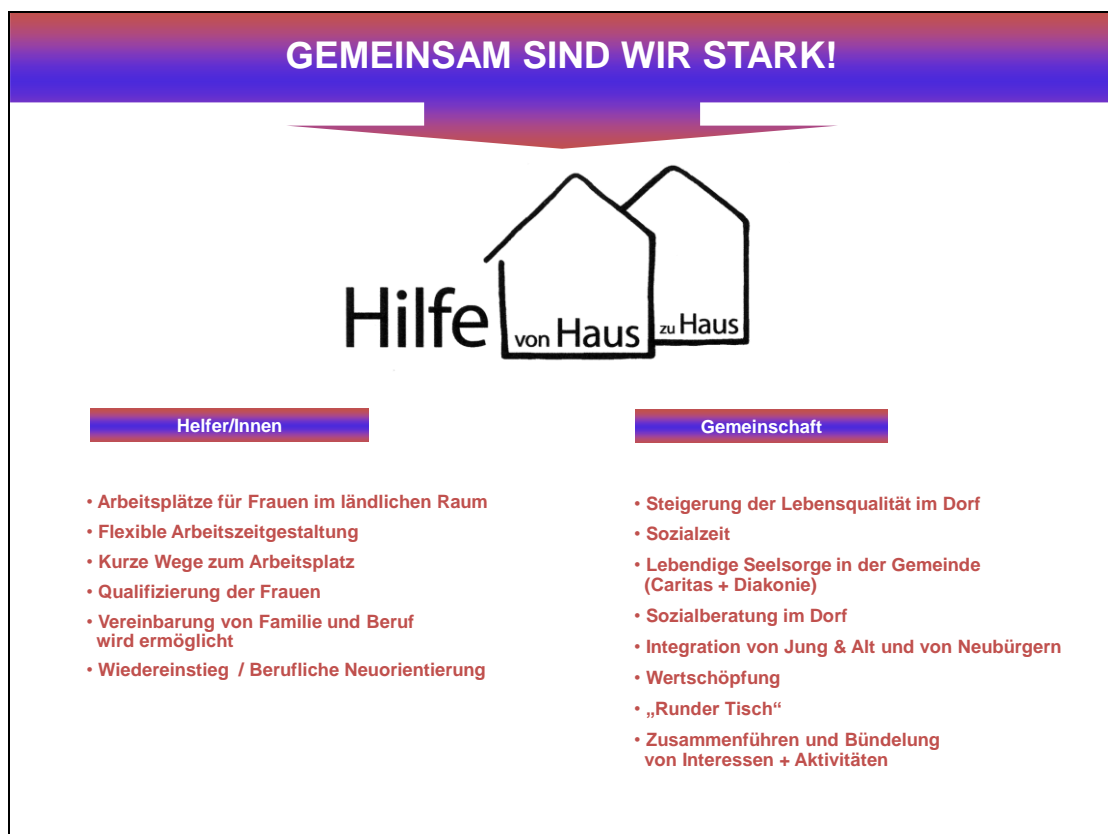 GEMEINSAM SIND WIR STARK!
Hilfe von Haus zu Haus
Helfer/Innen
• Arbeitsplätze für Frauen im ländlichen Raum
• Flexible Arbeitszeitgestaltung
• Kurze Wege zum Arbeitsplatz
• Qualifizierung der Frauen
• Vereinbarung von Familie und Beruf
wird ermöglicht
• Wiedereinstieg / Berufliche Neuorientierung
Gemeinschaft
• Steigerung der Lebensqualität im Dorf
• Sozialzeit
• Lebendige Seelsorge in der Gemeinde
(Caritas + Diakonie)
• Sozialberatung im Dorf
• Integration von Jung & Alt und von Neubürgern
• Wertschöpfung
• „Runder Tisch“
• Zusammenführen und Bündelung
von Interessen + Aktivitäten